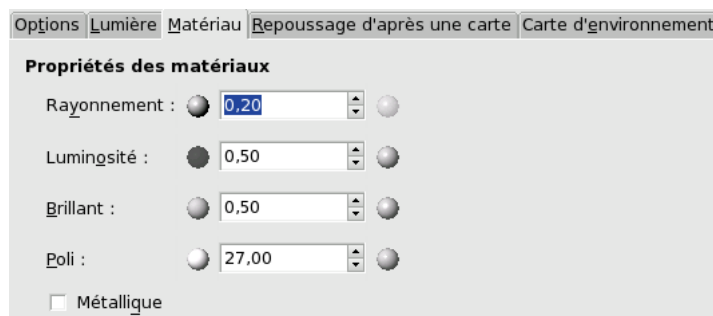 Options Lumière Matériau Repoussage d'après une carte Carte d'environnement
Propriétés des matériaux
Rayonnement : 0,20
Luminosité : 0,50
Brillant : 0,50
Poli : 27,00
Métallique